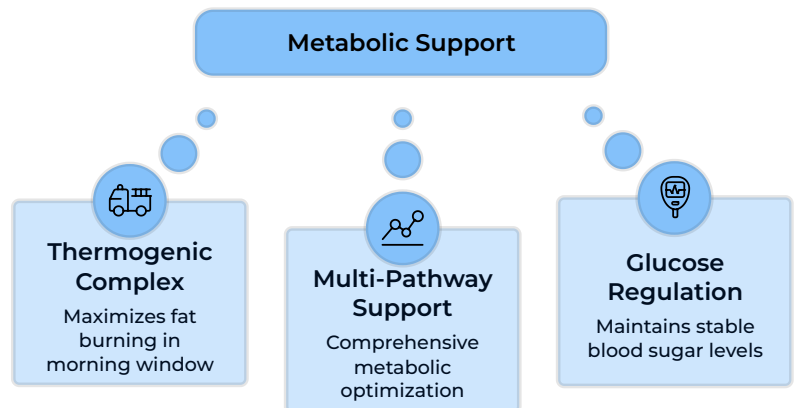 Metabolic Support
Thermogenic
Complex
Maximizes fat
burning in
morning window
Multi-Pathway
Support
Comprehensive
metabolic
optimization
Glucose
Regulation
Maintains stable
blood sugar levels